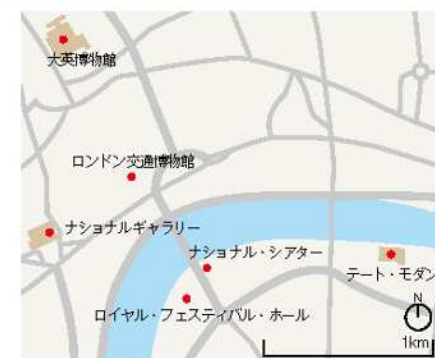 大英博物館
ロンドン交通博物館
ナショナルギャラリー
ナショナル・シアター
テート・モダン
ロイヤル・フェスティバル・ホール
N
1km